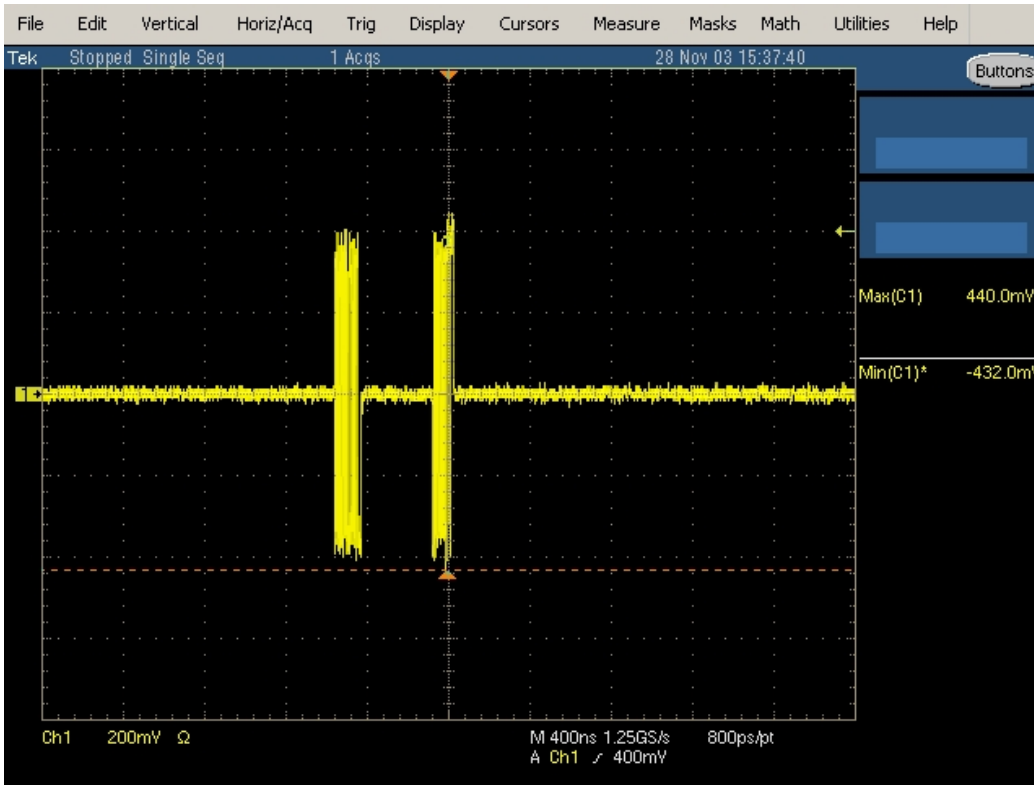 File Edit Vertical Horiz/Acq Trig Display Cursors Measure Masks Math Utilities Help
Tek Stopped Single Seq 1 Acqs 28 Nov 03 15:37:40
Buttons
Max(C1) 440.0mV
Min(C1)* -432.0mV
1
Ch1 200mV Ω M 400ns 1.25GS/s 800ps/pt
A Ch1 ∕ 400mV